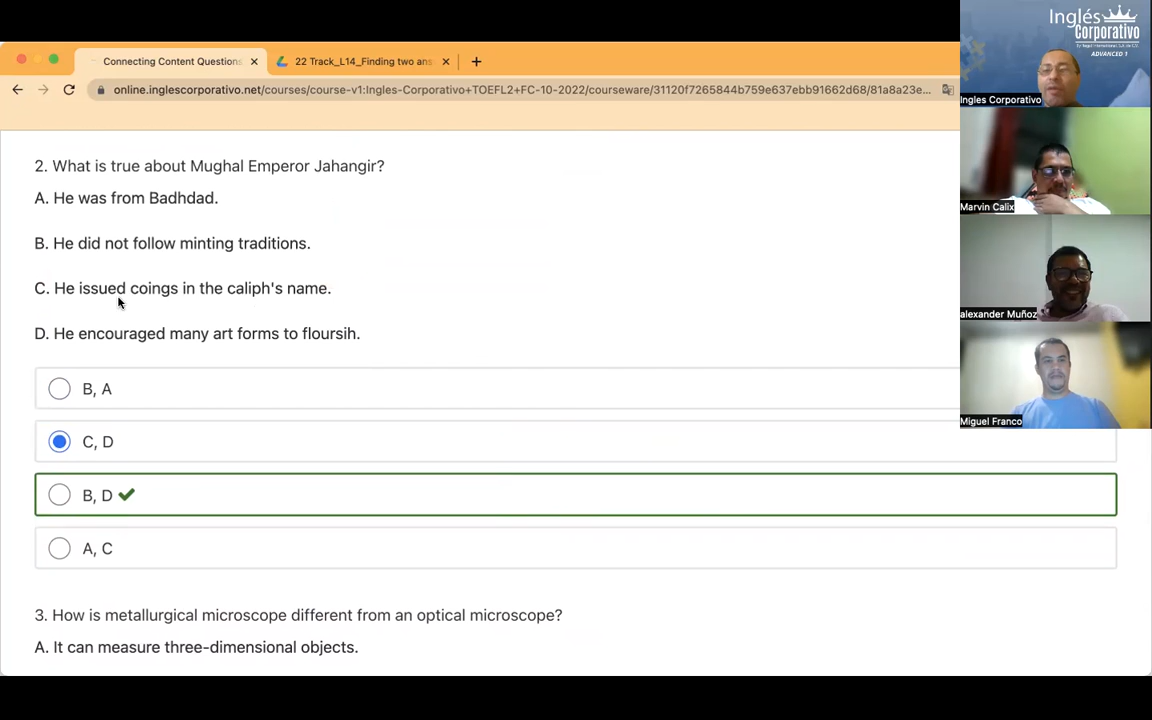 Connecting Content Questions
22 Track_L14_Finding two ans
online.inglescorporativo.net/courses/course-v1:Ingles-Corporativo+TOEFL2+FC-10-2022/courseware/31120f7265844b759e637ebb91662d68/81a8a23e...
2. What is true about Mughal Emperor Jahangir?
A. He was from Badhdad.
B. He did not follow minting traditions.
C. He issued coings in the caliph's name.
D. He encouraged many art forms to floursih.
B, A
C, D
B, D
A, C
3. How is metallurgical microscope different from an optical microscope?
A. It can measure three-dimensional objects.
Inglés
Corporativo
ADVANCED 1
Ingles Corporativo
Marvin Calix
alexander Muñoz
Miguel Franco